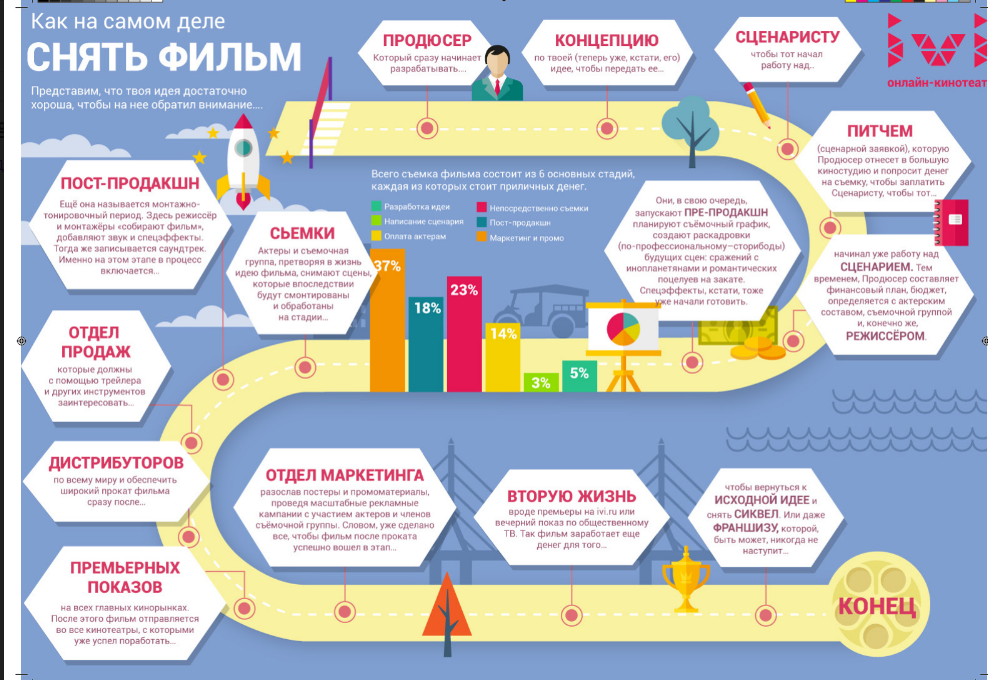 Как на самом деле
СНЯТЬ ФИЛЬМ
Представим, что твоя идея достаточно
хороша, чтобы на нее обратил внимание....
ПРОДЮСЕР
Который сразу начинает
разрабатывать....
КОНЦЕПЦИЮ
по твоей (теперь уже, кстати, его)
идее, чтобы передать ее...
СЦЕНАРИСТУ
чтобы тот начал
работу над..
ivi
онлайн-кинотеат
ПИТЧЕМ
(сценарной заявкой), которую
Продюсер отнесет в большую
киностудию и попросит денег
на съемку, чтобы заплатить
Сценаристу, чтобы тот...
начинал уже работу над
СЦЕНАРИЕМ. Тем
временем, Продюсер составляет
финансовый план, бюджет,
определяется с актерским
составом, съемочной группой
и, конечно же,
РЕЖИССЁРОМ.
Они, в свою очередь,
запускают ПРЕ-ПРОДАКШН
планируют съёмочный график,
создают раскадровки
(по-профессиональному–сториборды)
будущих сцен: сражений с
инопланетянами и романтических
поцелуев на закате.
Спецэффекты, кстати, тоже
уже начали готовить.
Всего съемка фильма состоит из 6 основных стадий,
каждая из которых стоит приличных денег.
Разработка идеи
Написание сценария
Оплата актерам
Непосредственно съемки
Пост-продакшн
Маркетинг и промо
37%
18%
23%
14%
3%
5%
СЬЕМКИ
Актеры и съемочная
группа, претворяя в жизнь
идею фильма, снимают сцены,
которые впоследствии
будут смонтированы
и обработаны
на стадии...
ПОСТ-ПРОДАКШН
Ещё она называется монтажно-
тонировочный период. Здесь режиссёр
и монтажёры «собирают фильм»,
добавляют звук и спецэффекты.
Тогда же записывается саундтрек.
Именно на этом этапе в процесс
включается...
ОТДЕЛ
ПРОДАЖ
которые должны
с помощью трейлера
и других инструментов
заинтересовать...
ДИСТРИБУТОРОВ
по всему миру и обеспечить
широкий прокат фильма
сразу после...
ПРЕМЬЕРНЫХ
ПОКАЗОВ
на всех главных кинорынках.
После этого фильм отправляется
во все кинотеатры, с которыми
уже успел поработать...
ОТДЕЛ МАРКЕТИНГА
разослав постеры и промоматериалы,
проведя масштабные рекламные
кампании с участием актеров и членов
съёмочной группы. Словом, уже сделано
все, чтобы фильм после проката
успешно вошел в этап...
ВТОРУЮ ЖИЗНЬ
вроде премьеры на ivi.ru или
вечерний показ по общественному
ТВ. Так фильм заработает еще
денег для того...
чтобы вернуться к
ИСХОДНОЙ ИДЕЕ и
снять СИКВЕЛ. Или даже
ФРАНШИЗУ, которой,
быть может, никогда не
наступит...
КОНЕЦ